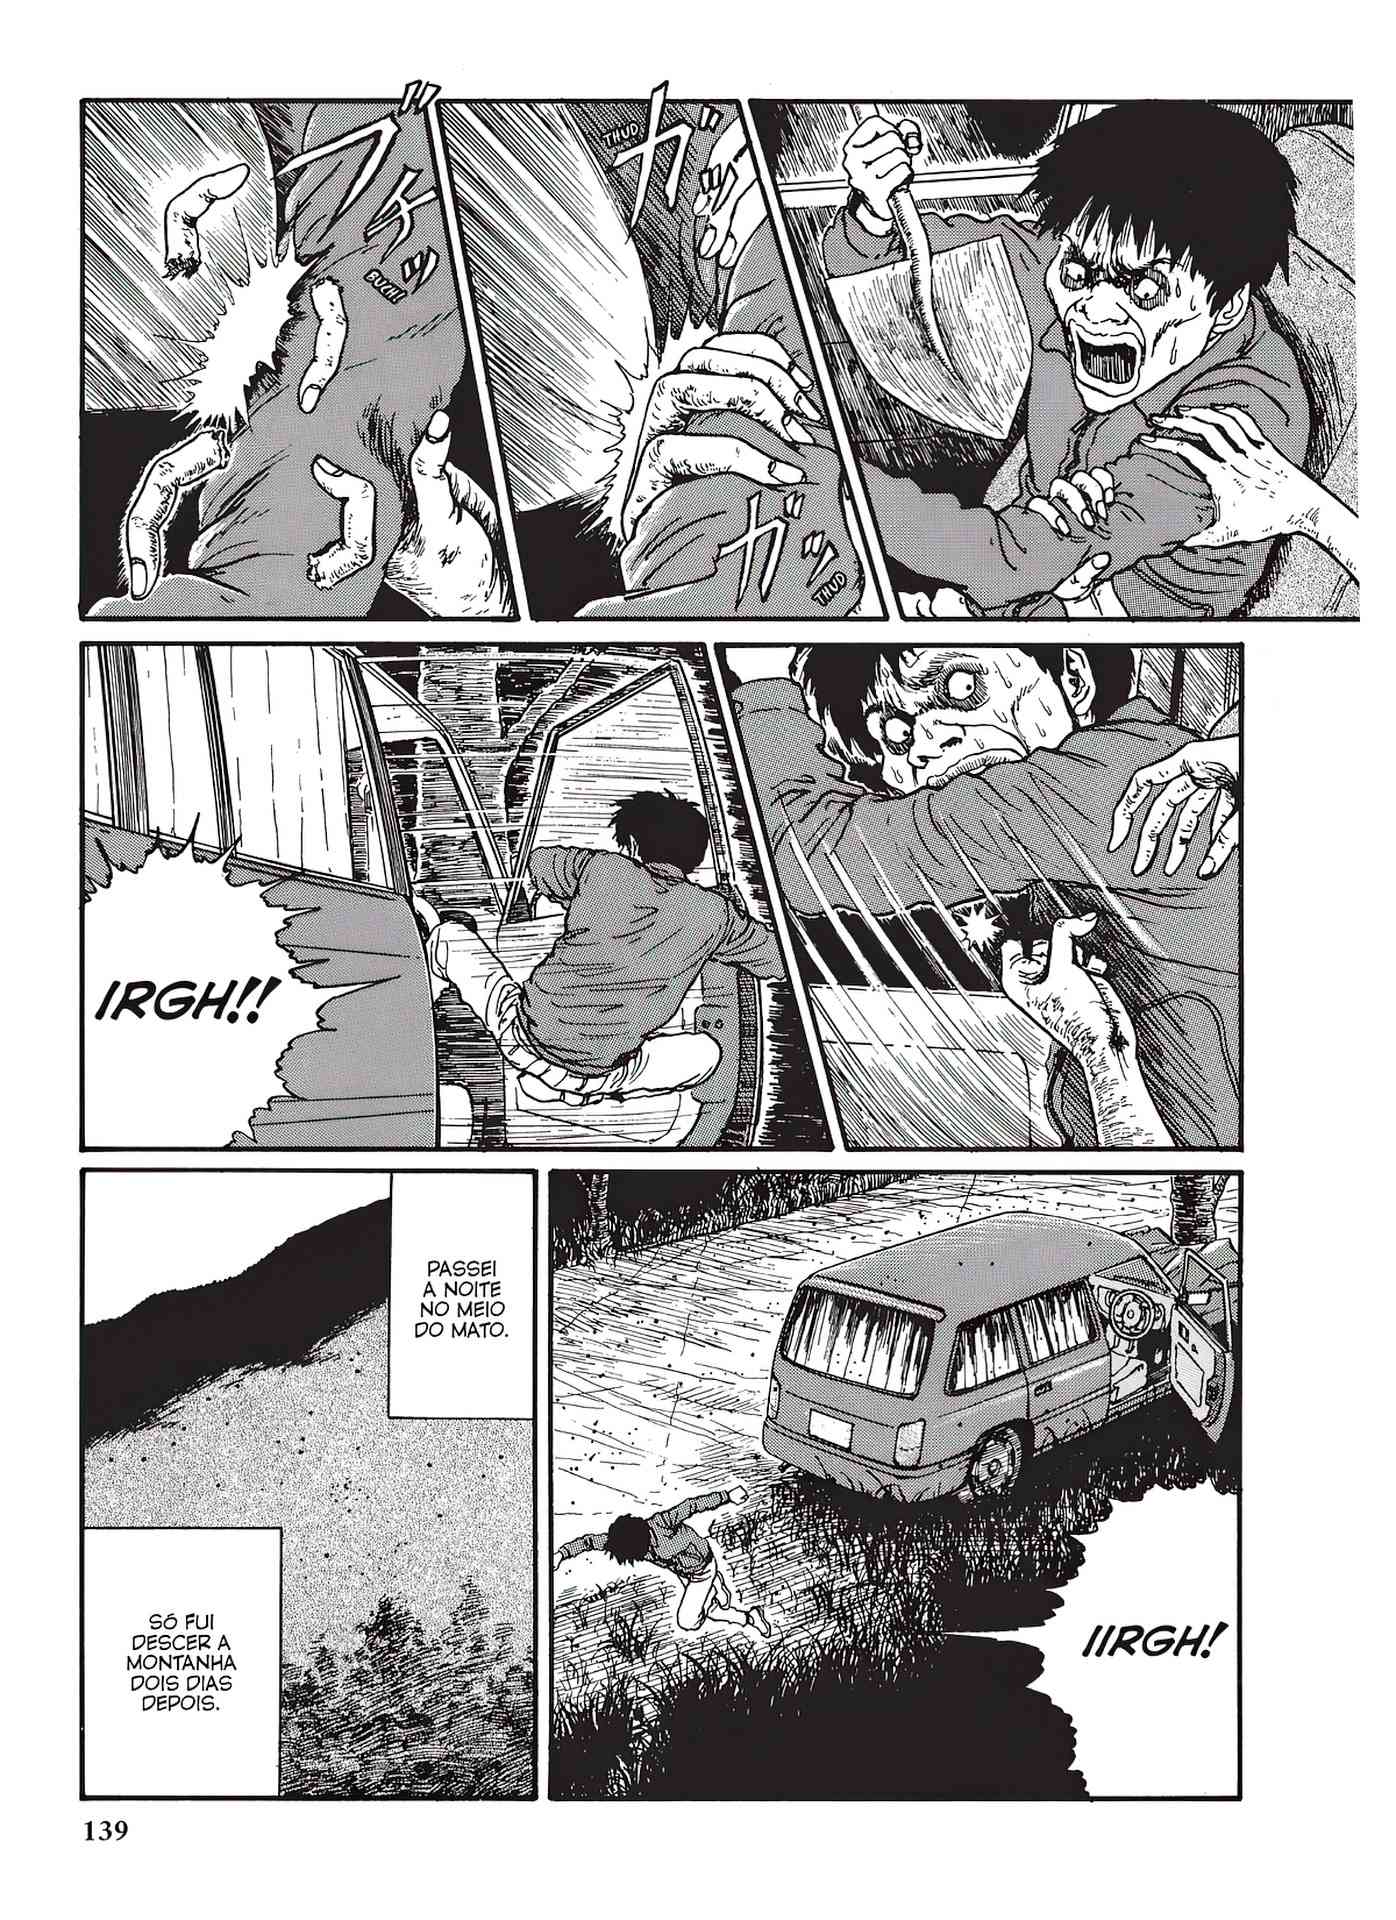 ガッ
THUD
ガッ
THUD
ブチッ
IRGH!!
IIRGH!
PASSEI
A NOITE
NO MEIO
DO MATO.
SÓ FUI
DESCER A
MONTANHA
DOIS DIAS
DEPOIS.
139